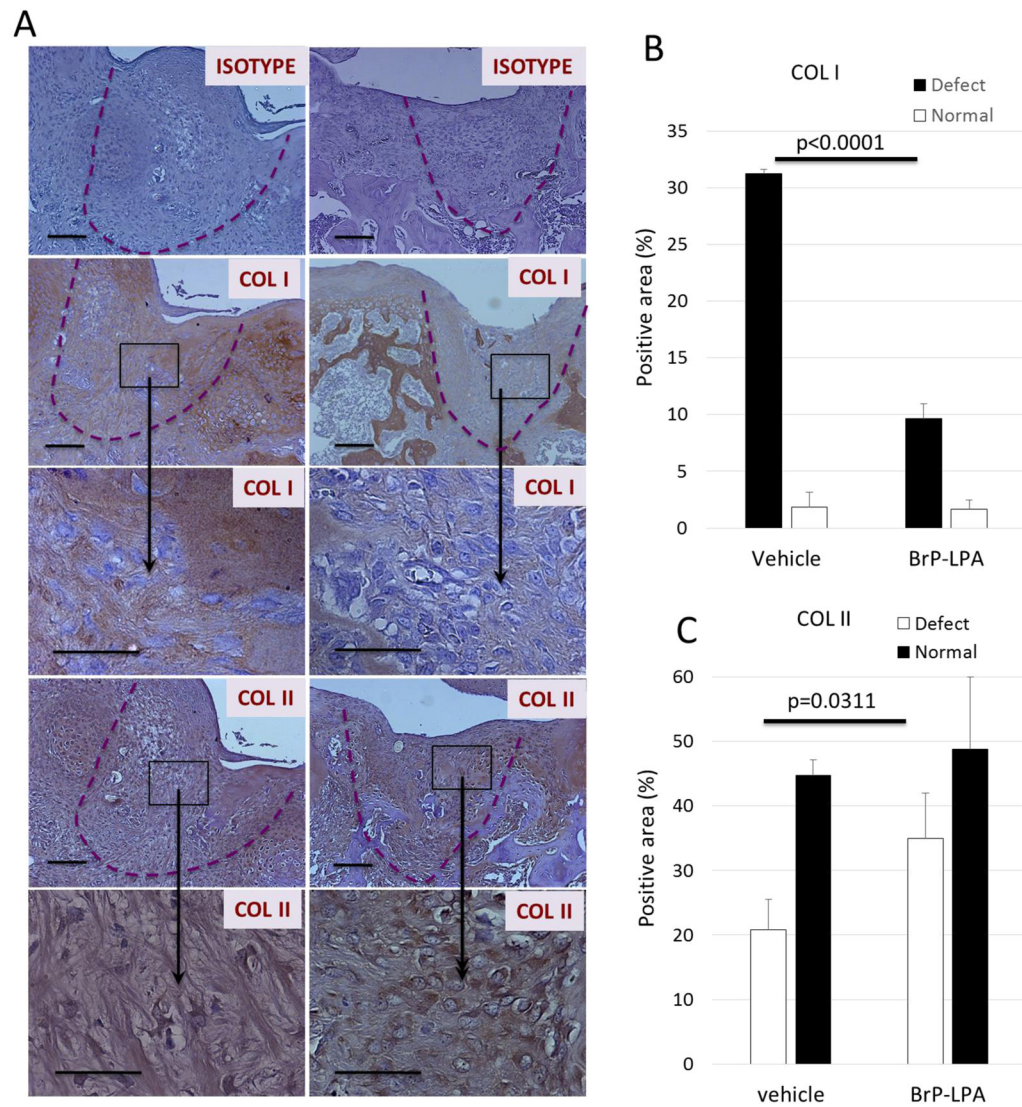 A
ISOTYPE
ISOTYPE
COL I
COL I
COL I
COL I
COL II
COL II
COL II
COL II
B
COL I
Defect
Normal
35
30
25
20
15
10
5
0
Positive area (%)
p<0.0001
Vehicle
BrP-LPA
C
COL II
Defect
Normal
60
50
40
30
20
10
0
Positive area (%)
p=0.0311
vehicle
BrP-LPA